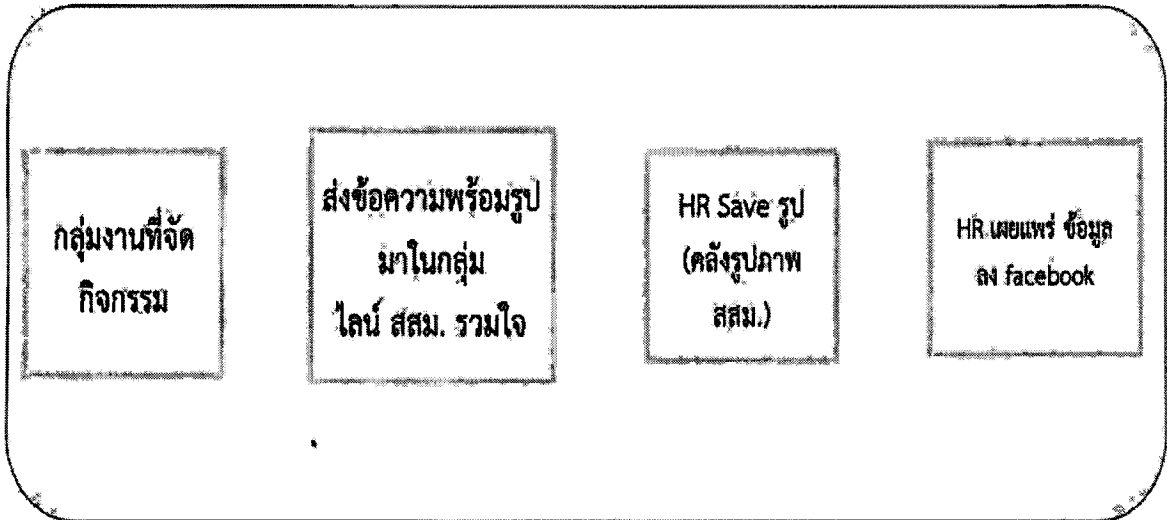 กลุ่มงานที่จัด
กิจกรรม
ส่งข้อความพร้อมรูป
มาในกลุ่ม
ไลน์ สสม. รวมใจ
HR Save รูป
(คลังรูปภาพ
สสม.)
HR เผยแพร่ ข้อมูล
ลง facebook